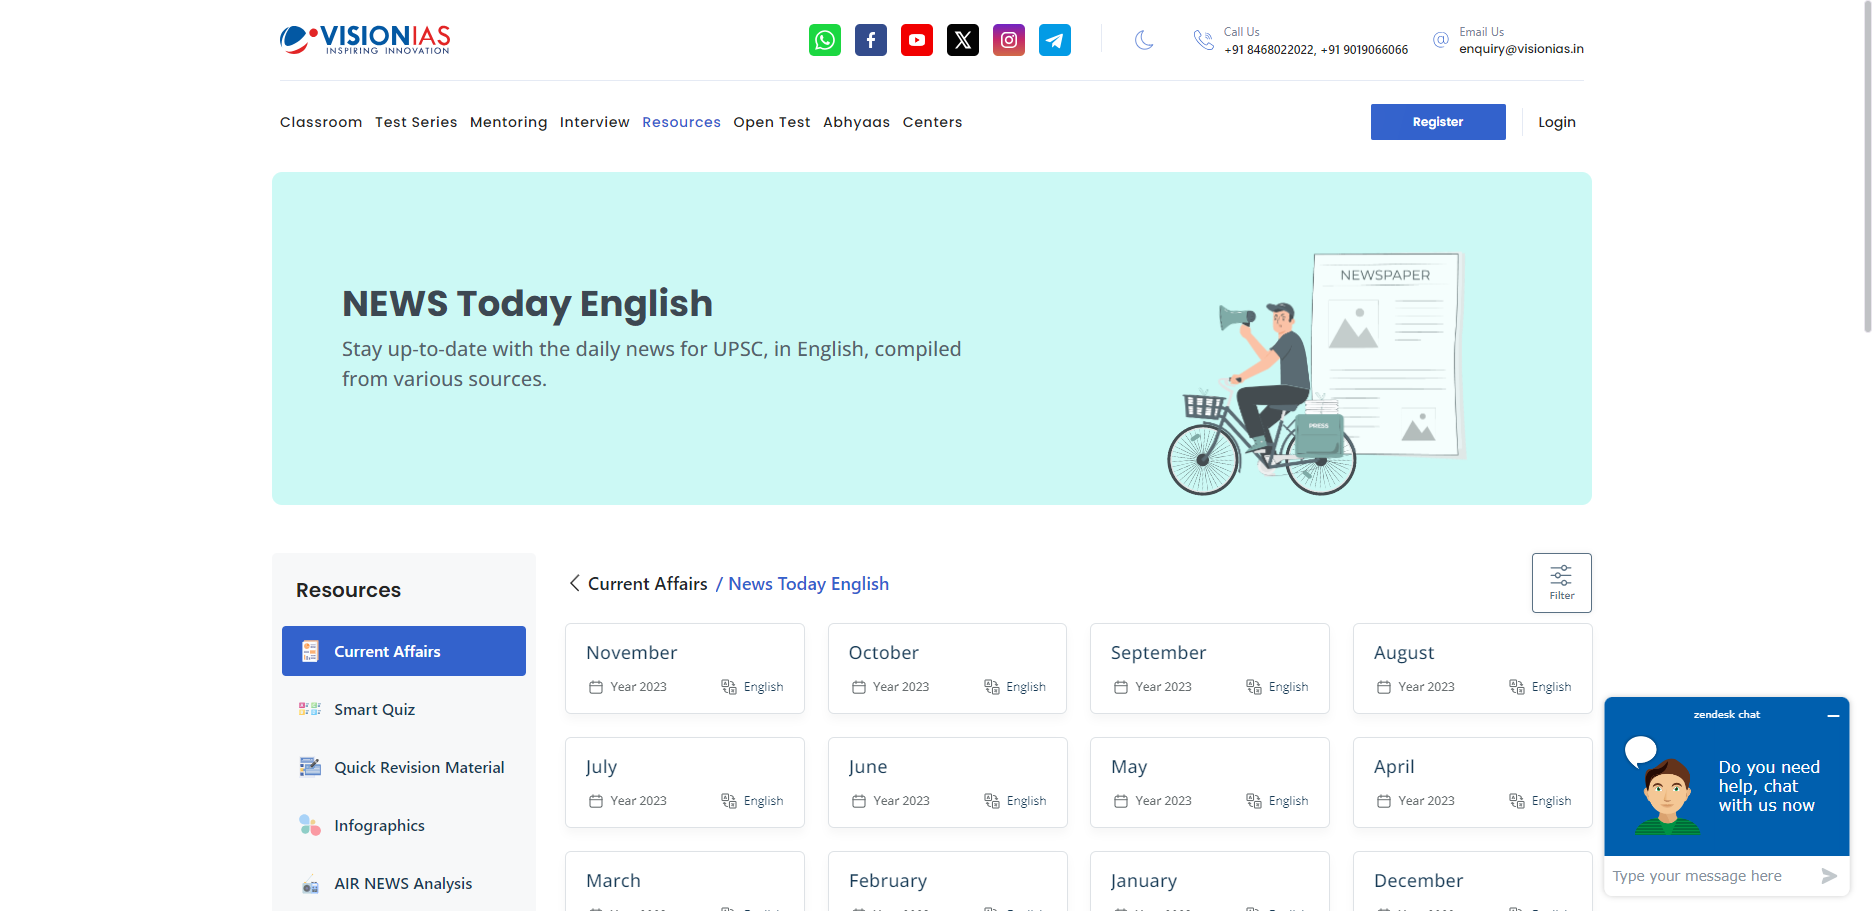 VISIONIAS
INSPIRING INNOVATION
Call Us
+91 8468022022, +91 9019066066
Email Us
enquiry@visionias.in
Classroom Test Series Mentoring Interview Resources Open Test Abhyaas Centers
Register
Login
NEWS Today English
Stay up-to-date with the daily news for UPSC, in English, compiled
from various sources.
NEWSPAPER
PRESS
Resources
Current Affairs
Smart Quiz
Quick Revision Material
Infographics
AIR NEWS Analysis
Current Affairs / News Today English
Filter
November
Year 2023 English
October
Year 2023 English
September
Year 2023 English
August
Year 2023 English
July
Year 2023 English
June
Year 2023 English
May
Year 2023 English
April
Year 2023 English
March
February
January
December
zendesk chat
Do you need
help, chat
with us now
Type your message here